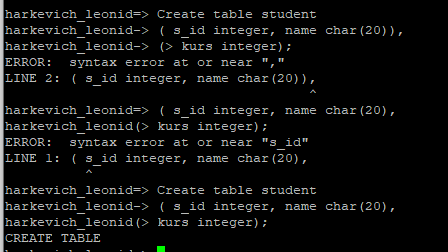 harkevich_leonid=> Create table student
harkevich_leonid-> ( s_id integer, name char(20)),
harkevich_leonid-> (> kurs integer);
ERROR:  syntax error at or near ","
LINE 2: ( s_id integer, name char(20)),
^
harkevich_leonid=> ( s_id integer, name char(20),
harkevich_leonid(> kurs integer);
ERROR:  syntax error at or near "s_id"
LINE 1: ( s_id integer, name char(20),
^
harkevich_leonid=> Create table student
harkevich_leonid-> ( s_id integer, name char(20),
harkevich_leonid(> kurs integer);
CREATE TABLE